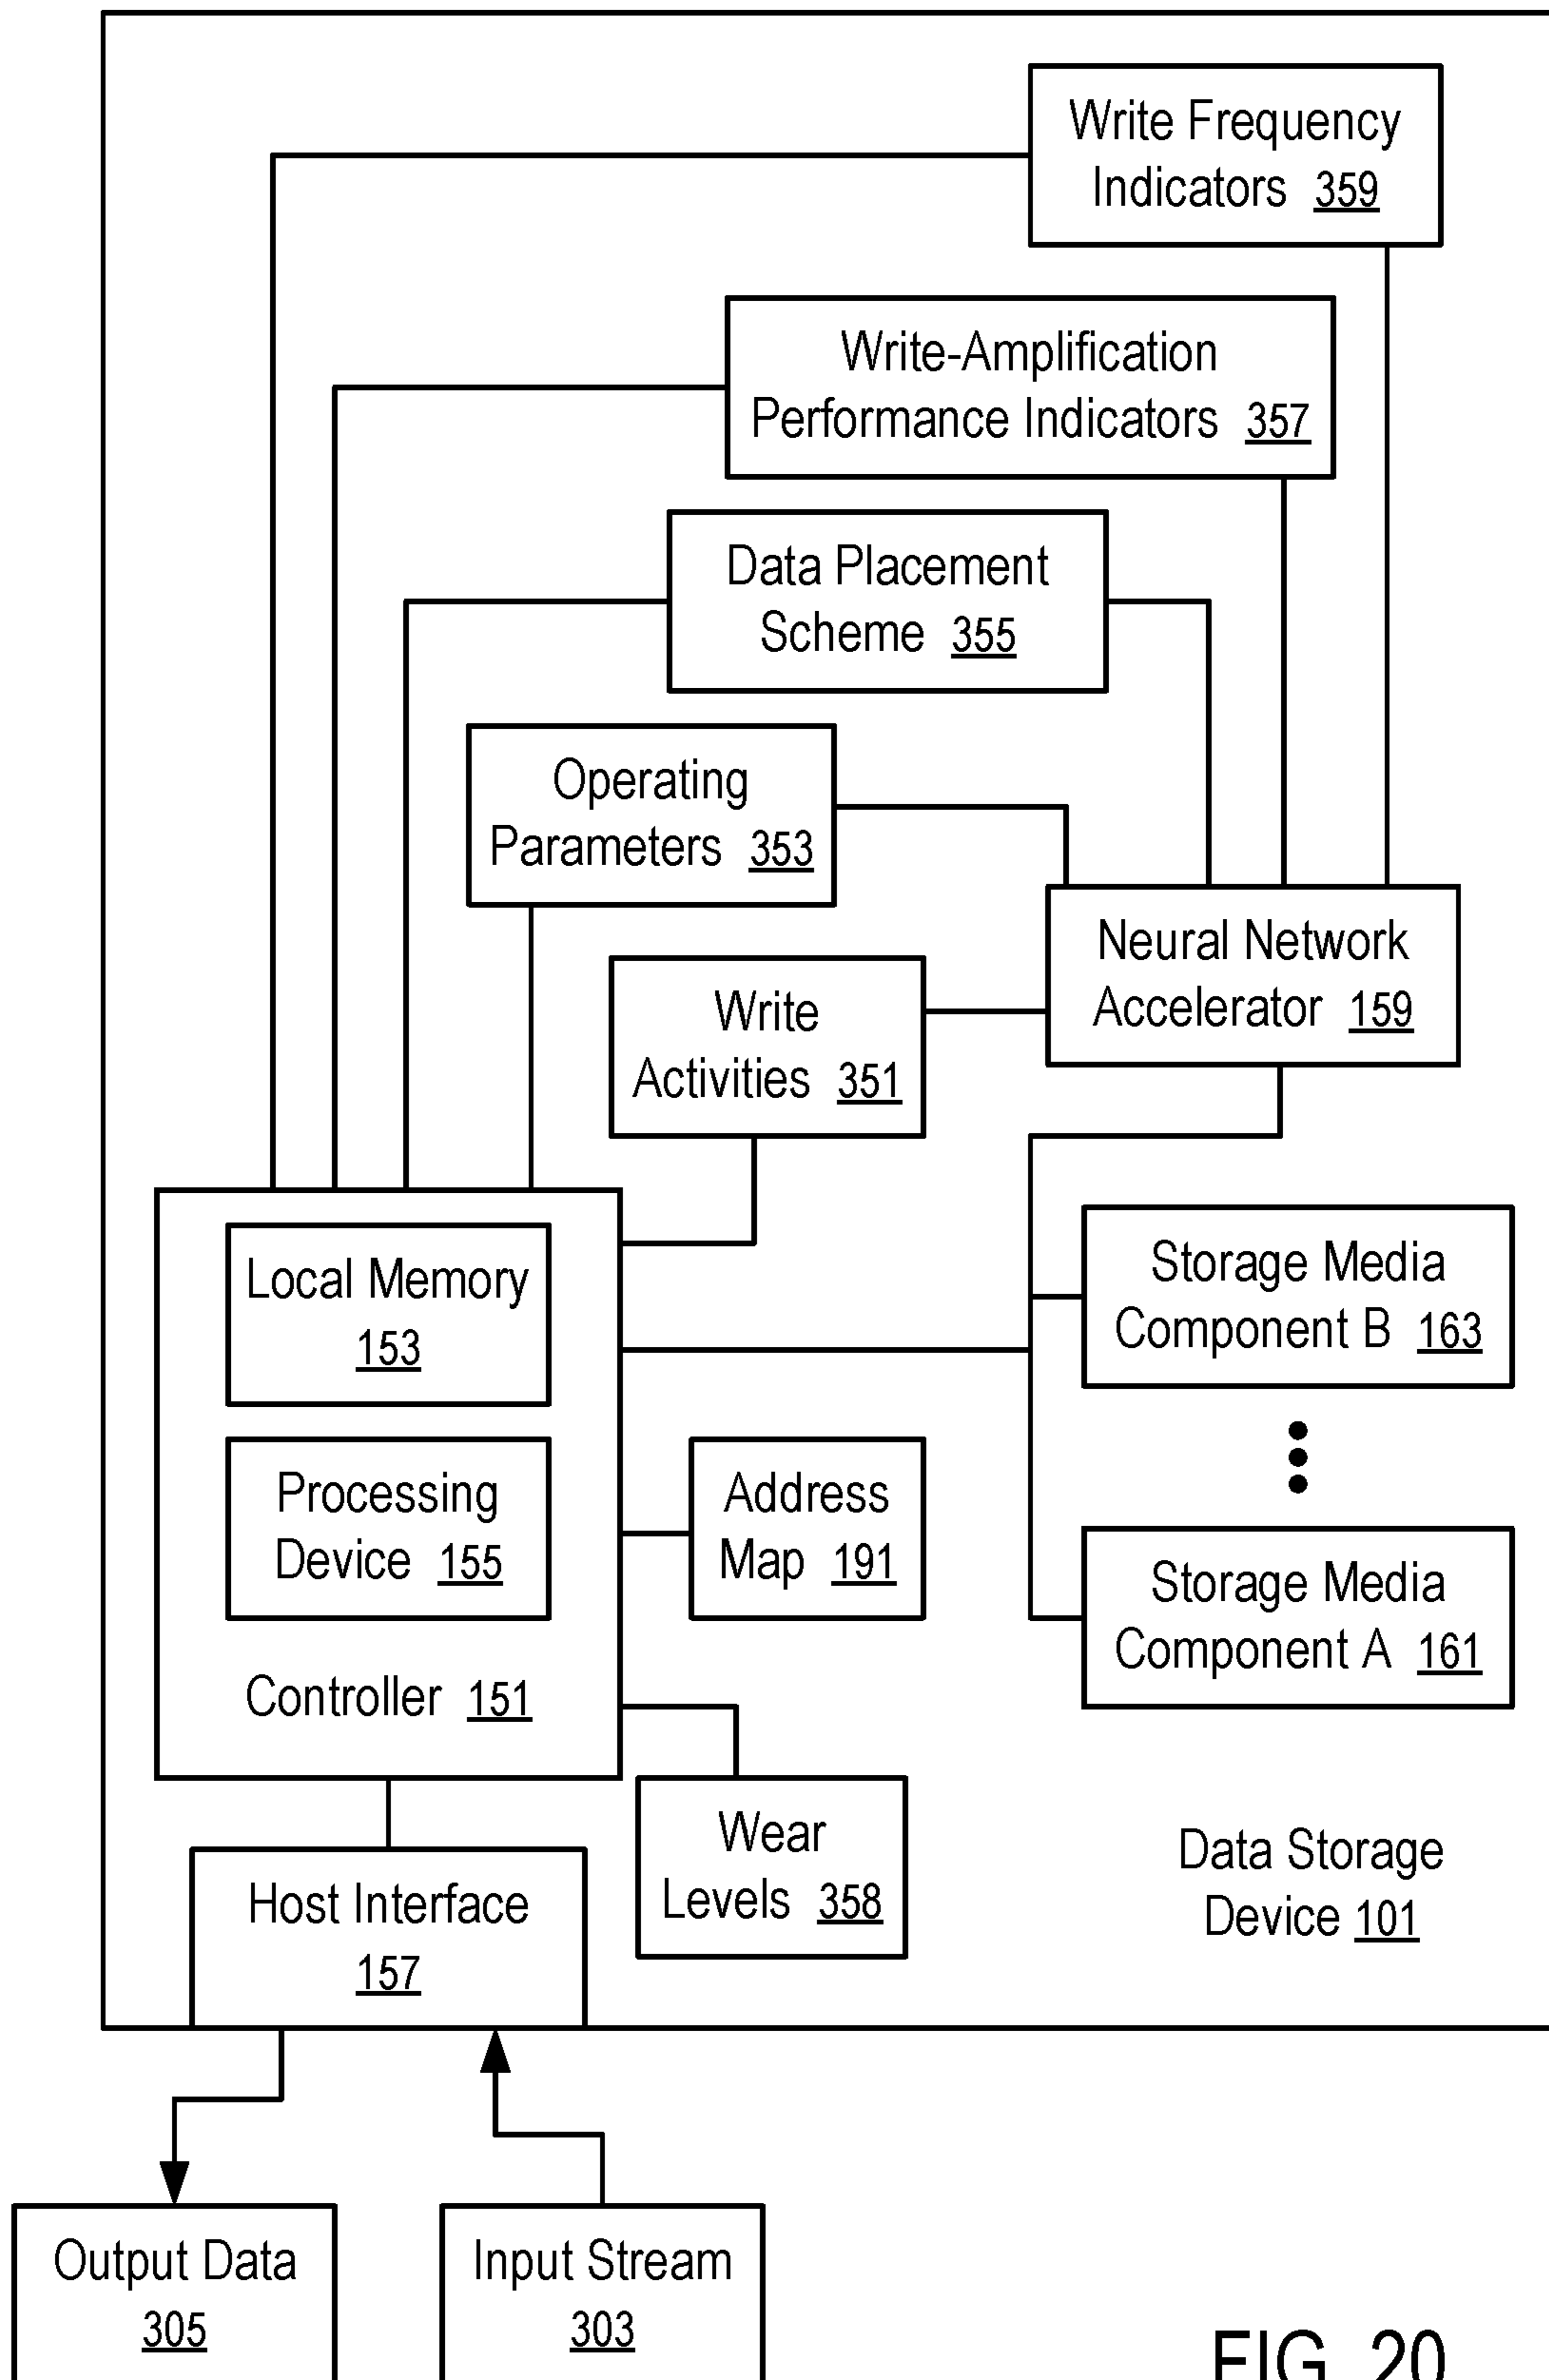 Write Frequency
Indicators 359
Write-Amplification
Performance Indicators 357
Data Placement
Scheme 355
Operating
Parameters 353
Neural Network
Accelerator 159
Write
Activities 351
Local Memory
153
Storage Media
Component B 163
Processing
Device 155
Address
Map 191
Storage Media
Component A 161
Controller 151
Wear
Levels 358
Data Storage
Device 101
Host Interface
157
Output Data
305
Input Stream
303
FIG. 20